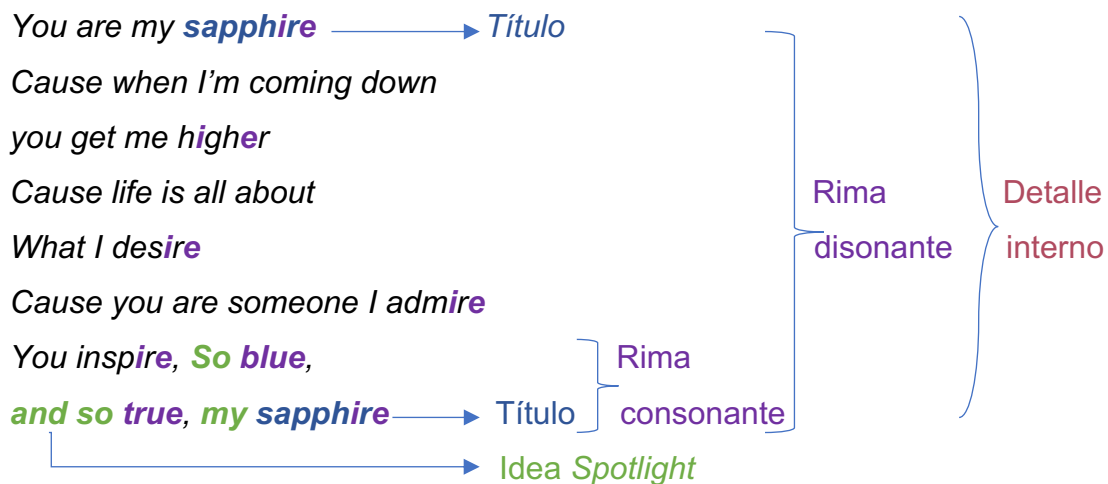 You are my sapphire Título
Cause when I'm coming down
you get me higher
Cause life is all about
What I desire
Cause you are someone I admire
You inspire, So blue,
and so true, my sapphire Título
Rima
consonante
Rima
disonante
Detalle
interno
Idea Spotlight